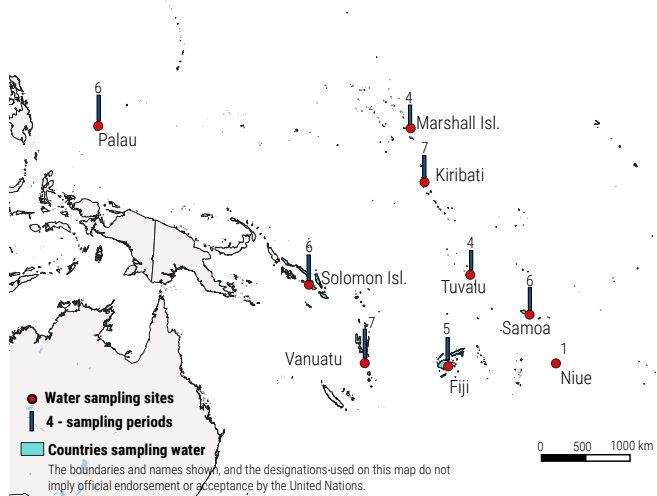 6
Palau
4
Marshall Isl.
7
Kiribati
6
Solomon Isl.
4
Tuvalu
6
Samoa
7
Vanuatu
5
Fiji
1
Niue
Water sampling sites
4 - sampling periods
Countries sampling water
0 500 1000 km
The boundaries and names shown, and the designations used on this map do not
imply official endorsement or acceptance by the United Nations.